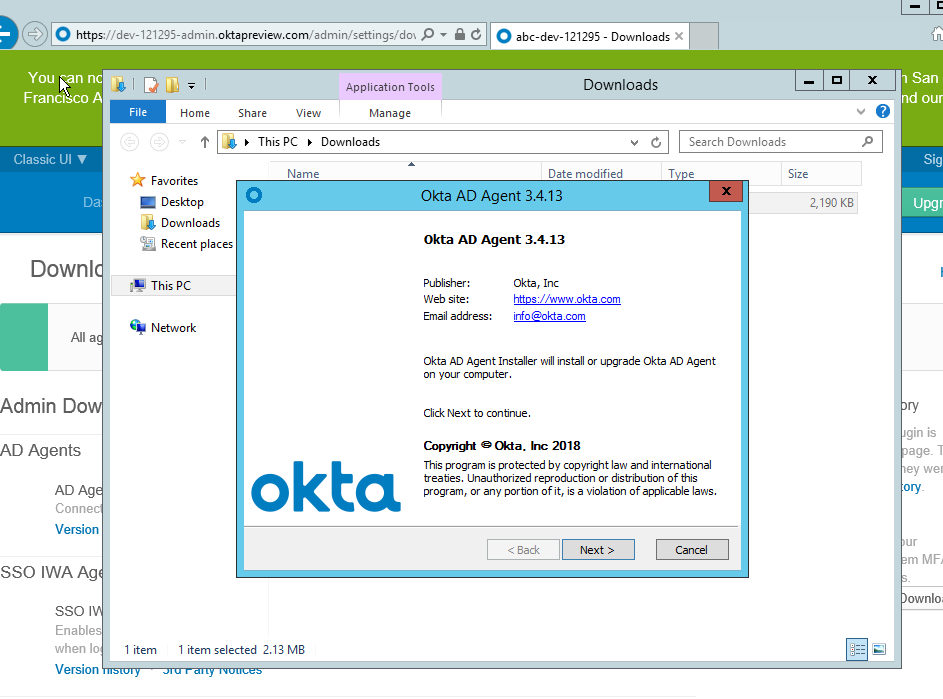 https://dev-121295-admin.oktapreview.com/admin/settings/do
abc-dev-121295 - Downloads
You can no
n San
Francisco A
nd our
Application Tools
Downloads
File
Home
Share
View
Manage
This PC
Downloads
Search Downloads
Classic UI ▼
Sig
Das
Upgr
Name
Date modified
Type
Size
2,190 KB
Favorites
Desktop
Downloads
Recent places
This PC
Network
Okta AD Agent 3.4.13
Okta AD Agent 3.4.13
Publisher: Okta, Inc
Web site: https://www.okta.com
Email address: info@okta.com
Okta AD Agent Installer will install or upgrade Okta AD Agent
on your computer.
Click Next to continue.
Copyright © Okta, Inc 2018
This program is protected by copyright law and international
treaties. Unauthorized reproduction or distribution of this
program, or any portion of it, is a violation of applicable laws.
okta
< Back
Next >
Cancel
Downlo
All ag
Admin Dow
AD Agents
AD Age
Connect
Version
SSO IWA Age
SSO IW
Enables
when log
Version history
3rd Party Notices
ory
ugin is
page. T
hey wer
tory.
our
em MFA
s.
Downlo
1 item
1 item selected 2.13 MB